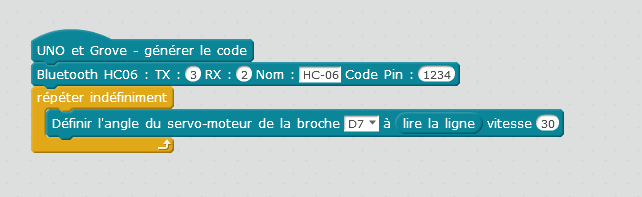 UNO et Grove - générer le code
Bluetooth HC06 : TX : 3 RX : 2 Nom : HC-06 Code Pin : 1234
répéter indéfiniment
Définir l'angle du servo-moteur de la broche D7 à lire la ligne vitesse 30